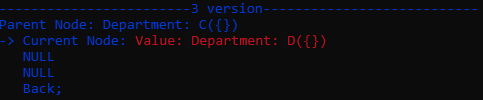 -----------------------3 version--------------------------
Parent Node: Department: C({})
-> Current Node: Value: Department: D({})
NULL
NULL
Back;